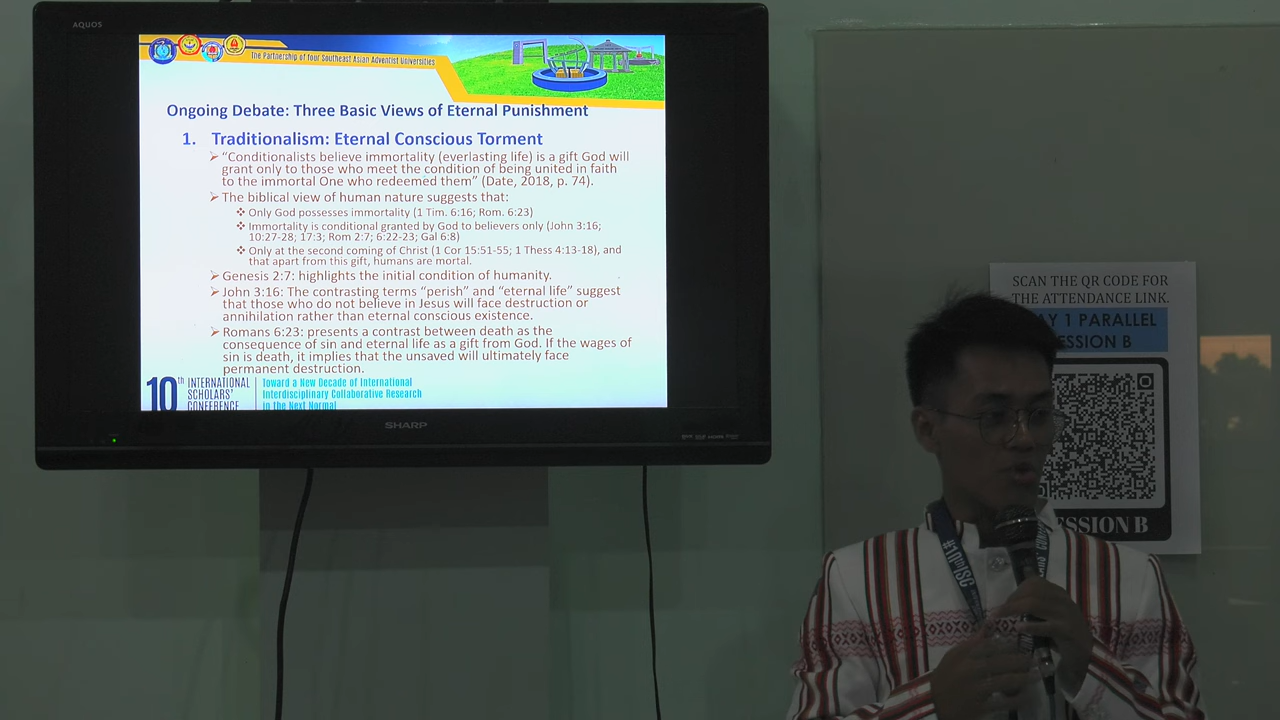 AQUOS
The Partnership of Four Southeast Asian Adventist Universities
Ongoing Debate: Three Basic Views of Eternal Punishment
1. Traditionalism: Eternal Conscious Torment
"Conditionalists believe immortality (everlasting life) is a gift God will
grant only to those who meet the condition of being united in faith
to the immortal One who redeemed them" (Date, 2018, p. 74).
The biblical view of human nature suggests that:
Only God possesses immortality (1 Tim. 6:16; Rom. 6:23)
Immortality is conditional granted by God to believers only (John 3:16;
10:27-28; 17:3; Rom 2:7; 6:22-23; Gal 6:8)
Only at the second coming of Christ (1 Cor 15:51-55; 1 Thess 4:13-18), and
that apart from this gift, humans are mortal.
Genesis 2:7: highlights the initial condition of humanity.
John 3:16: The contrasting terms "perish" and "eternal life" suggest
that those who do not believe in Jesus will face destruction or
annihilation rather than eternal conscious existence.
Romans 6:23: presents a contrast between death as the
consequence of sin and eternal life as a gift from God. If the wages of
sin is death, it implies that the unsaved will ultimately face
permanent destruction.
10th INTERNATIONAL
SCHOLARS'
CONFERENCE
Toward a New Decade of International
Interdisciplinary Collaborative Research
in the Next Normal
SHARP
SCAN THE QR CODE FOR
THE ATTENDANCE LINK.
AY 1 PARALLEL
ESSION B
ESSION B
#10thISC